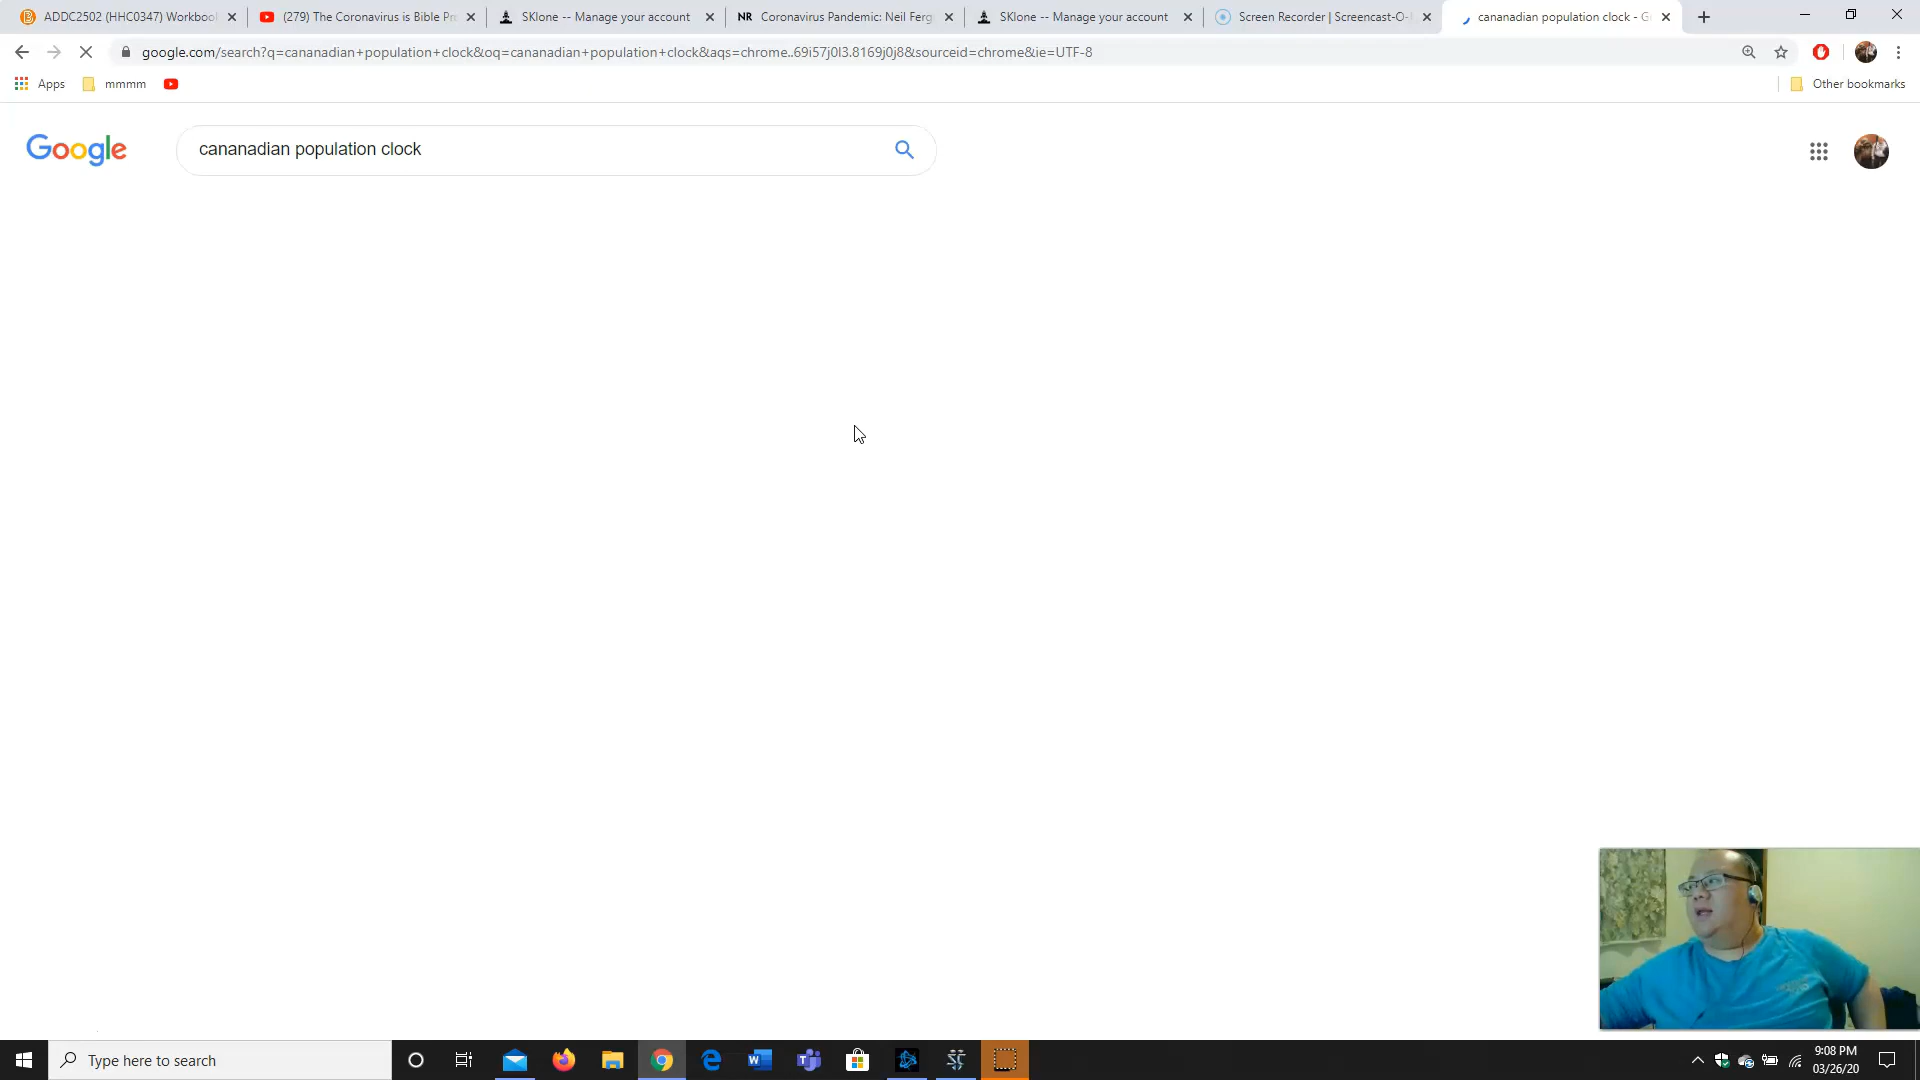 ADDC2502 (HHC0347) Workboo
(279) The Coronavirus is Bible Pr
SKlone -- Manage your account
NR Coronavirus Pandemic: Neil Ferg
SKlone -- Manage your account
Screen Recorder | Screencast-O-
cananadian population clock - G
google.com/search?q=cananadian+population+clock&oq=cananadian+population+clock&aqs=chrome..69i57j0l3.8169j0j8&sourceid=chrome&ie=UTF-8
Apps
mmmm
Other bookmarks
Google
cananadian population clock
Type here to search
9:08 PM
03/26/20